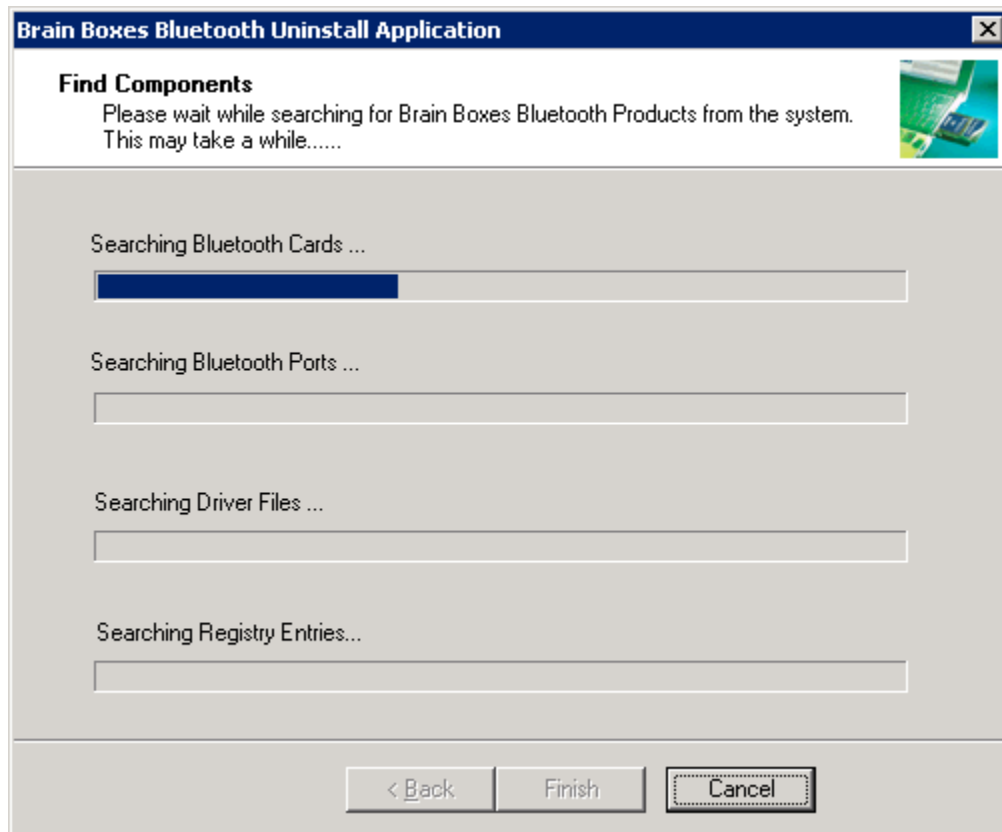 Brain Boxes Bluetooth Uninstall Application
Find Components
Please wait while searching for Brain Boxes Bluetooth Products from the system.
This may take a while......
Searching Bluetooth Cards ...
Searching Bluetooth Ports ...
Searching Driver Files ...
Searching Registry Entries...
< Back
Finish
Cancel